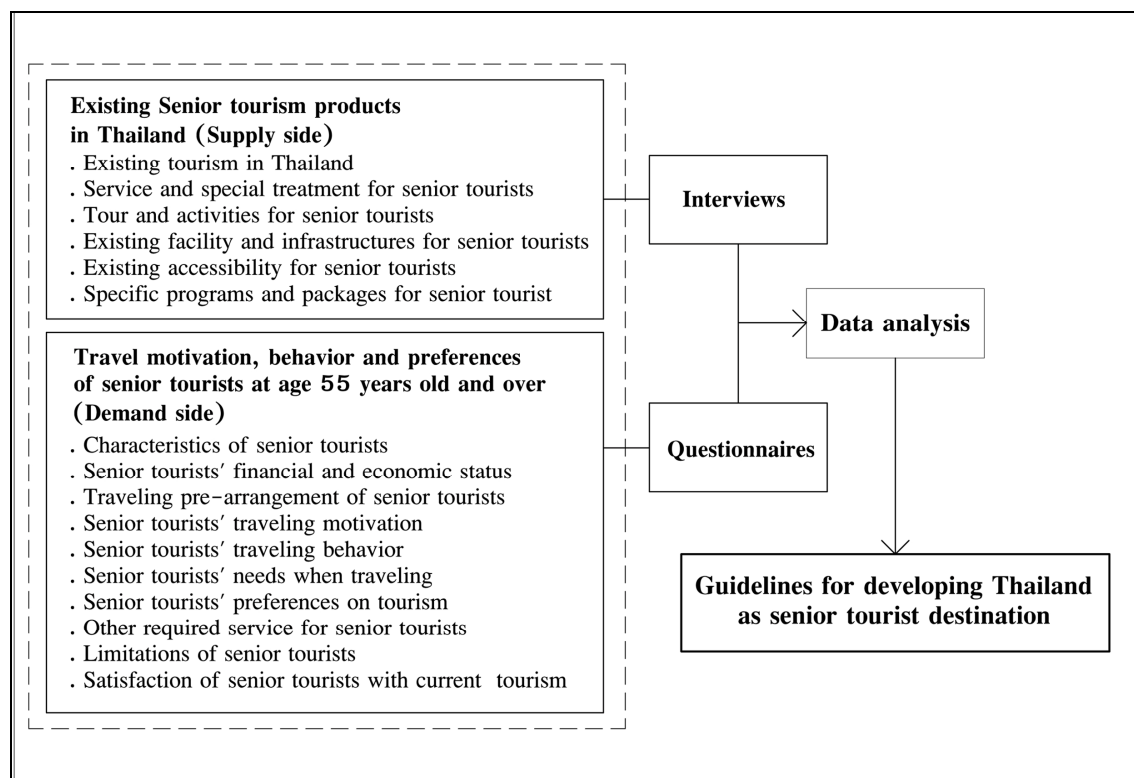 Existing Senior tourism products
in Thailand (Supply side)
. Existing tourism in Thailand
. Service and special treatment for senior tourists
. Tour and activities for senior tourists
. Existing facility and infrastructures for senior tourists
. Existing accessibility for senior tourists
. Specific programs and packages for senior tourist
Travel motivation, behavior and preferences
of senior tourists at age 55 years old and over
(Demand side)
. Characteristics of senior tourists
. Senior tourists' financial and economic status
. Traveling pre-arrangement of senior tourists
. Senior tourists' traveling motivation
. Senior tourists' traveling behavior
. Senior tourists' needs when traveling
. Senior tourists' preferences on tourism
. Other required service for senior tourists
. Limitations of senior tourists
. Satisfaction of senior tourists with current tourism
Interviews
Questionnaires
Data analysis
Guidelines for developing Thailand
as senior tourist destination